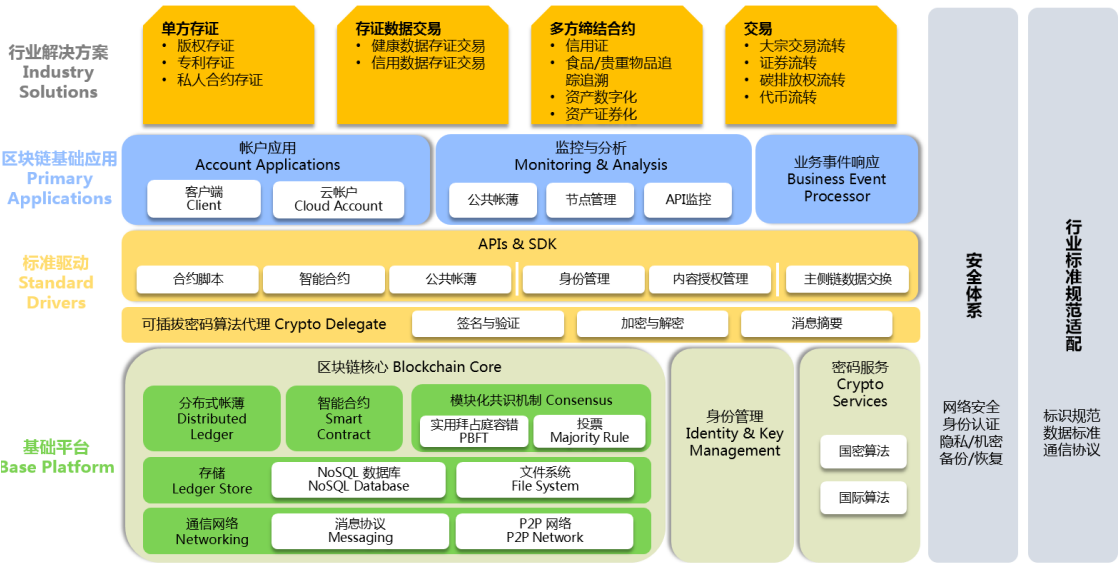 行业解决方案
Industry
Solutions
单方存证
• 版权存证
• 专利存证
• 私人合约存证
存证数据交易
• 健康数据存证交易
• 信用数据存证交易
多方缔结合约
• 信用证
• 食品/贵重物品追
踪追溯
• 资产数字化
• 资产证券化
交易
• 大宗交易流转
• 证券流转
• 碳排放权流转
• 代币流转
区块链基础应用
Primary
Applications
帐户应用
Account Applications
客户端
Client
云帐户
Cloud Account
监控与分析
Monitoring & Analysis
公共帐薄
节点管理
API监控
业务事件响应
Business Event
Processor
标准驱动
Standard
Drivers
APIs & SDK
合约脚本
智能合约
公共帐薄
身份管理
内容授权管理
主侧链数据交换
可插拔密码算法代理 Crypto Delegate
签名与验证
加密与解密
消息摘要
基础平台
Base Platform
区块链核心 Blockchain Core
分布式帐薄
Distributed
Ledger
智能合约
Smart
Contract
模块化共识机制 Consensus
实用拜占庭容错
PBFT
投票
Majority Rule
存储
Ledger Store
NoSQL 数据库
NoSQL Database
文件系统
File System
通信网络
Networking
消息协议
Messaging
P2P 网络
P2P Network
身份管理
Identity & Key
Management
密码服务
Crypto
Services
国密算法
国际算法
安全体系
网络安全
身份认证
隐私/机密
备份/恢复
行业标准规范适配
标识规范
数据标准
通信协议